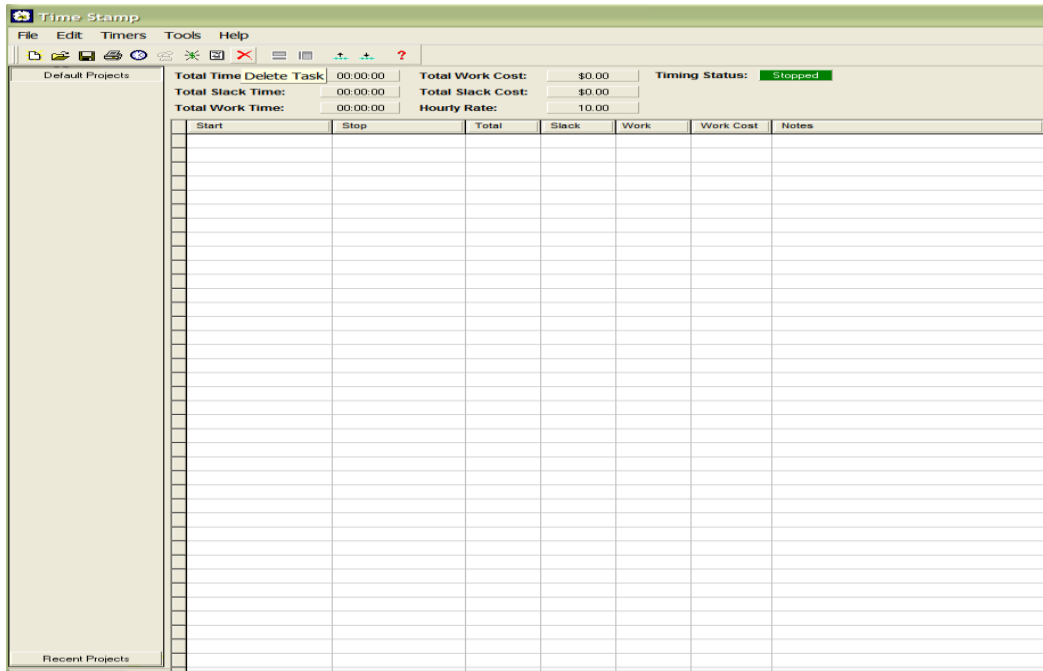 Time Stamp
File Edit Timers Tools Help
?
Default Projects
Total Time Delete Task 00:00:00 Total Work Cost: $0.00 Timing Status: Stopped
Total Slack Time: 00:00:00 Total Slack Cost: $0.00
Total Work Time: 00:00:00 Hourly Rate: 10.00
Start Stop Total Slack Work Work Cost Notes
Recent Projects